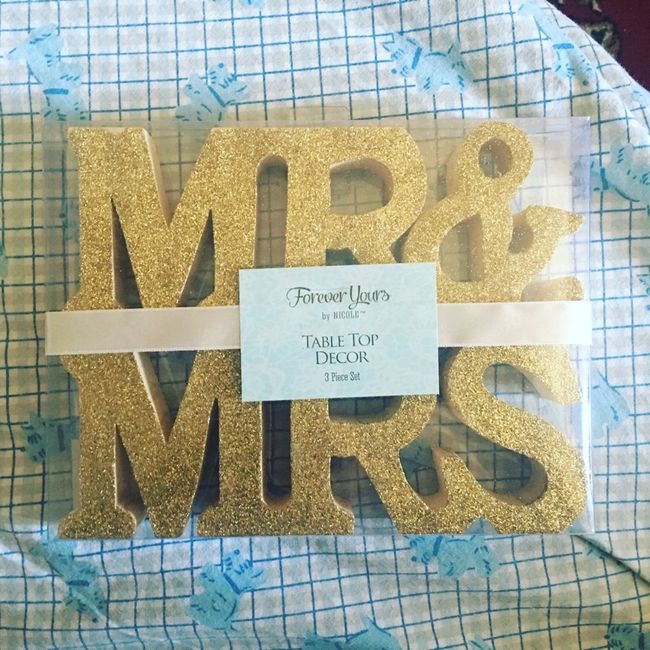 MR&
Forever Yours
by NICOLE™
TABLE TOP
DECOR
3 Piece Set
MRS